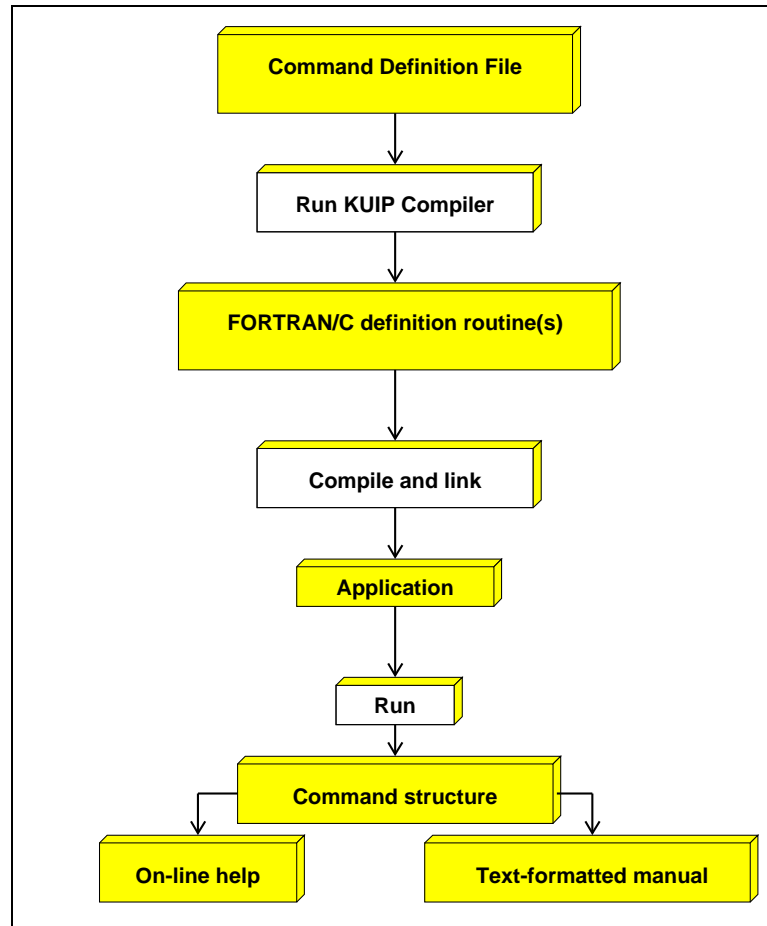 Command Definition File
Run KUIP Compiler
FORTRAN/C definition routine(s)
Compile and link
Application
Run
Command structure
On-line help
Text-formatted manual